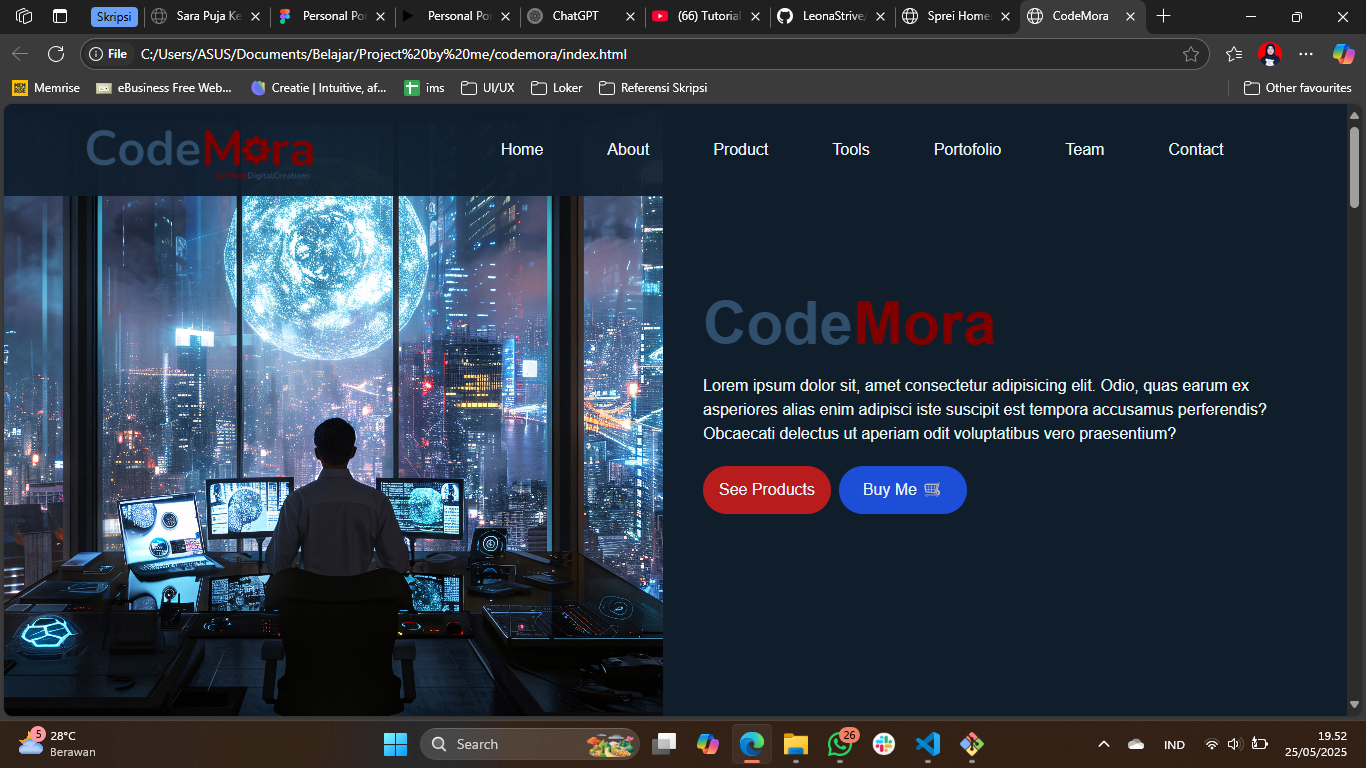 Skripsi
Sara Puja Ke
Personal Por
Personal Por
ChatGPT
(66) Tutorial
LeonaStrive,
Sprei Home
CodeMora
File
C:/Users/ASUS/Documents/Belajar/Project%20by%20me/codemora/index.html
Memrise
eBusiness Free Web...
Creatie | Intuitive, af...
ims
UI/UX
Loker
Referensi Skripsi
Other favourites
CodeMora
DigitalCreations
Home
About
Product
Tools
Portofolio
Team
Contact
CodeMora
Lorem ipsum dolor sit, amet consectetur adipisicing elit. Odio, quas earum ex
asperiores alias enim adipisci iste suscipit est tempora accusamus perferendis?
Obcaecati delectus ut aperiam odit voluptatibus vero praesentium?
See Products
Buy Me 🛒
5
28°C
Berawan
Search
26
IND
19.52
25/05/2025